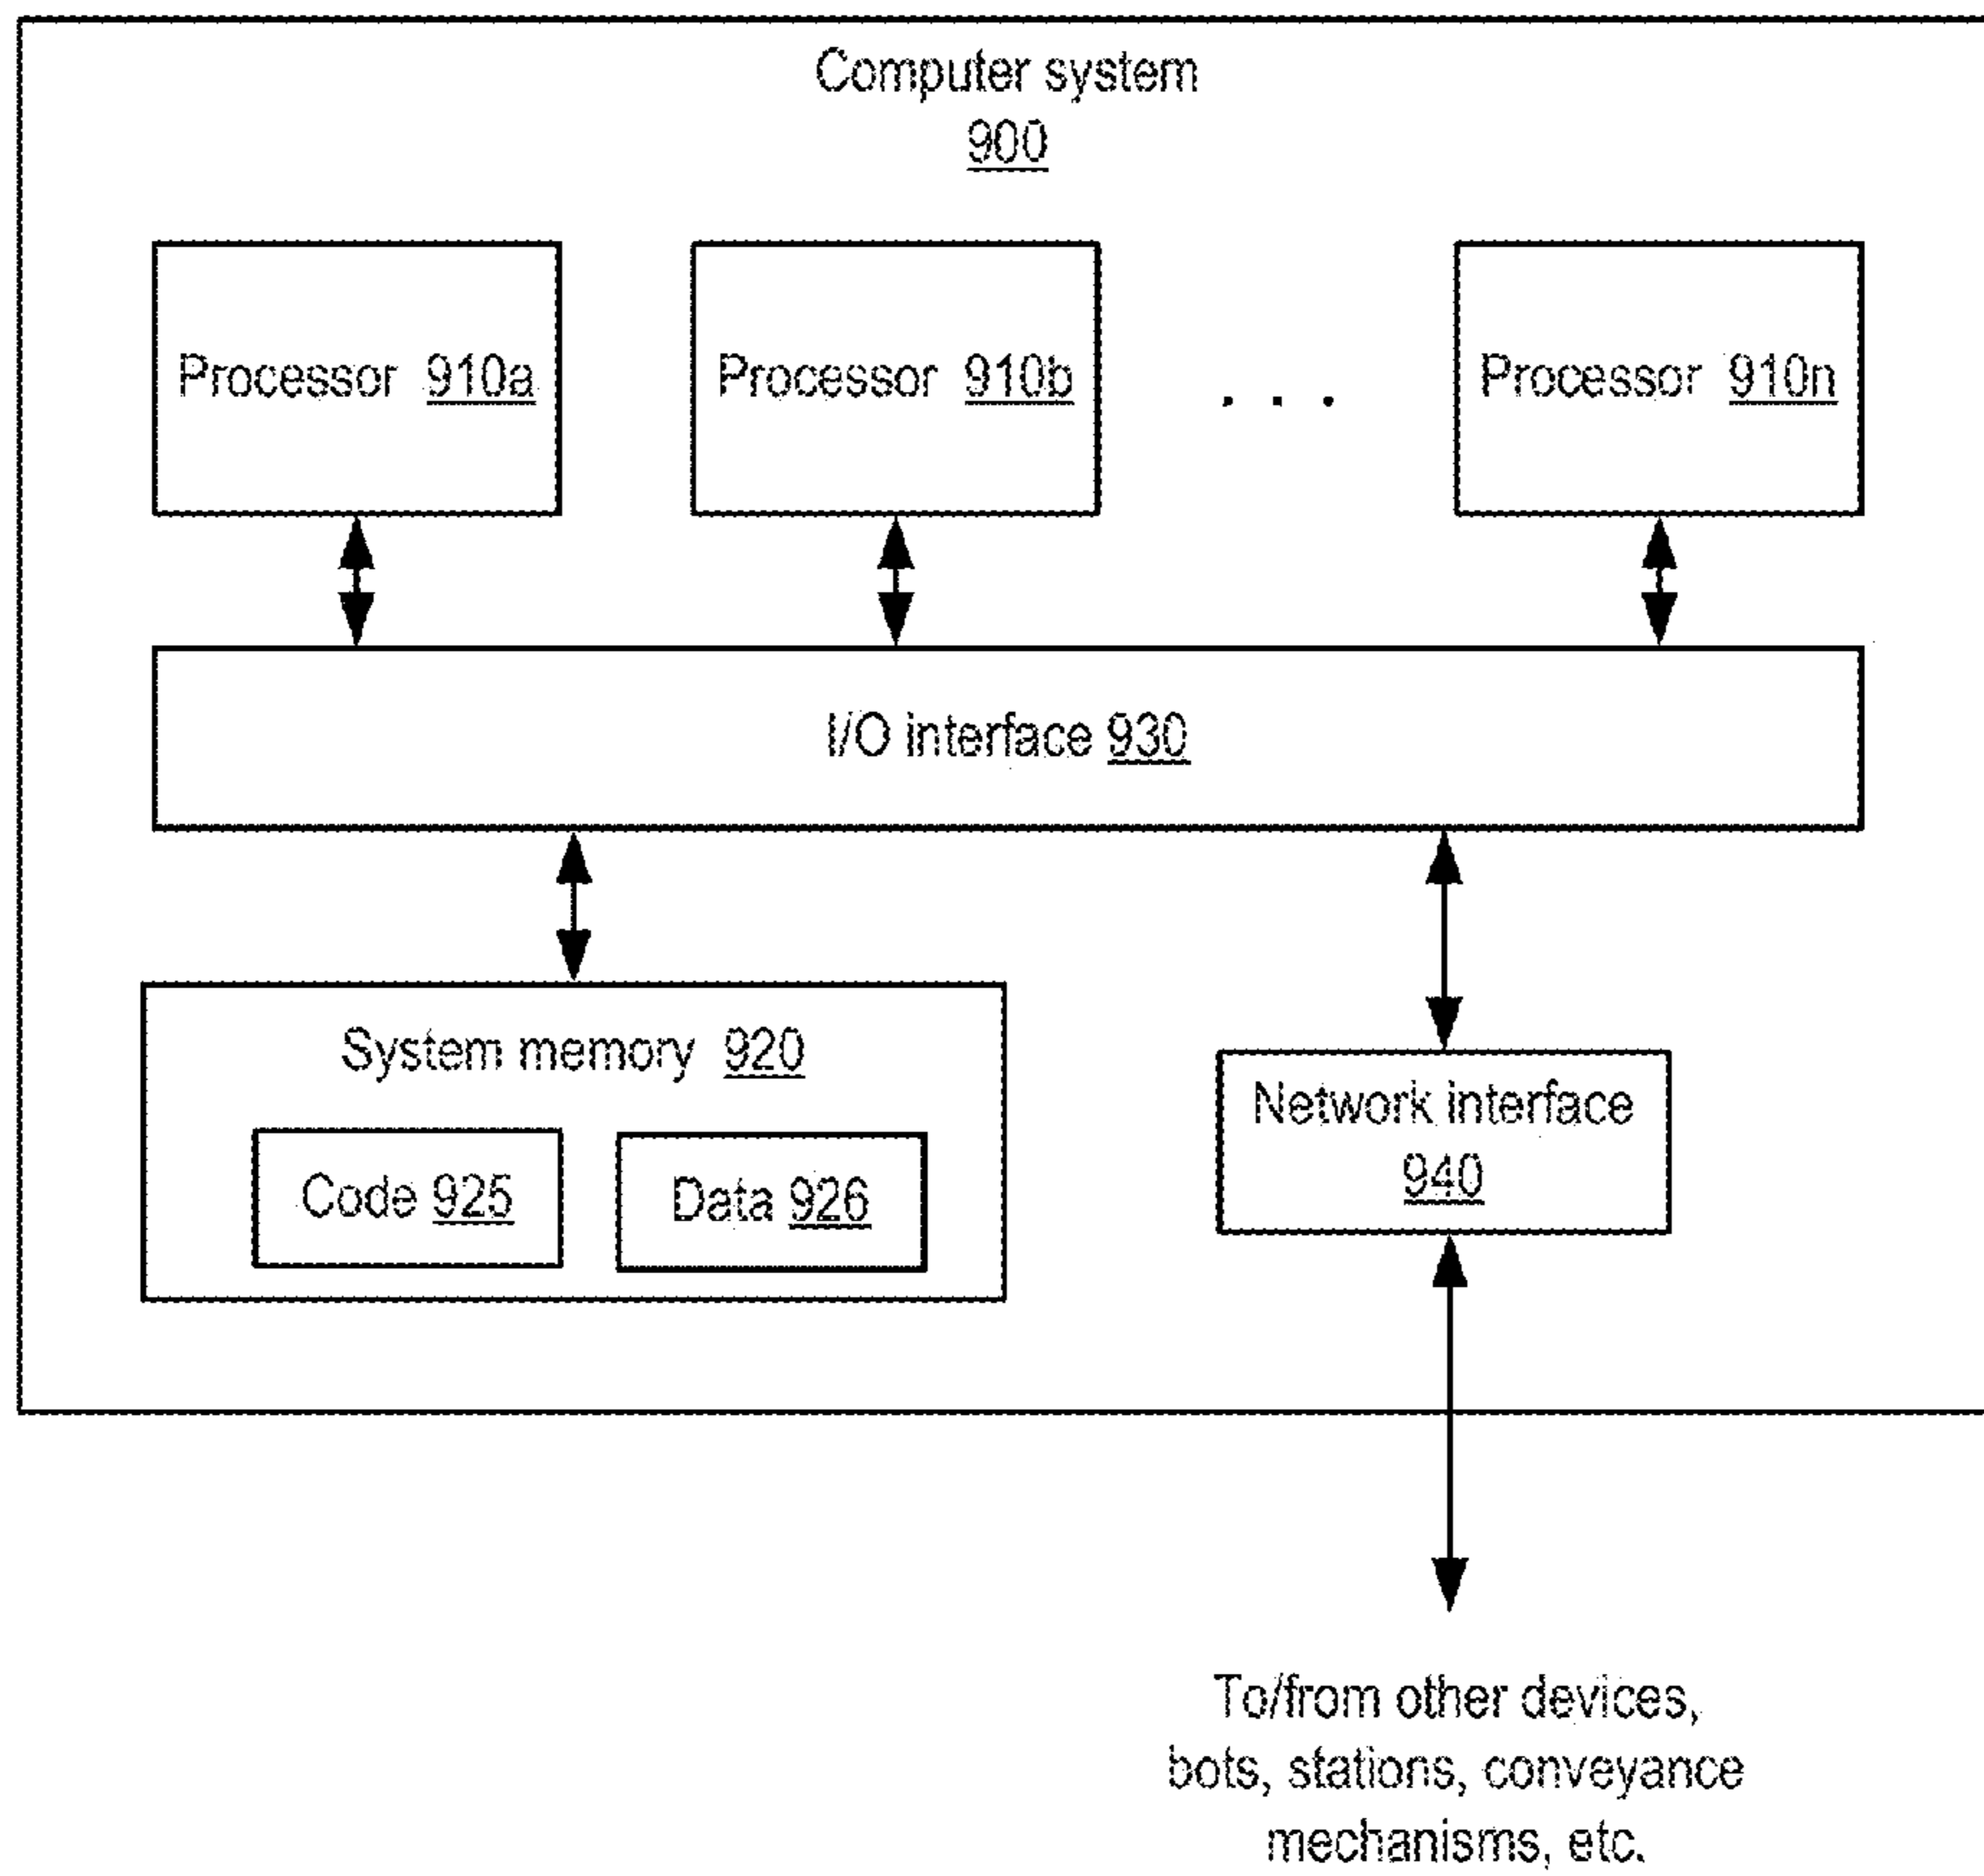 Computer system
900
Processor 910a
Processor 910b
. . .
Processor 910n
I/O interface 930
System memory 920
Code 925
Data 926
Network interface
940
To/from other devices,
bots, stations, conveyance
mechanisms, etc.